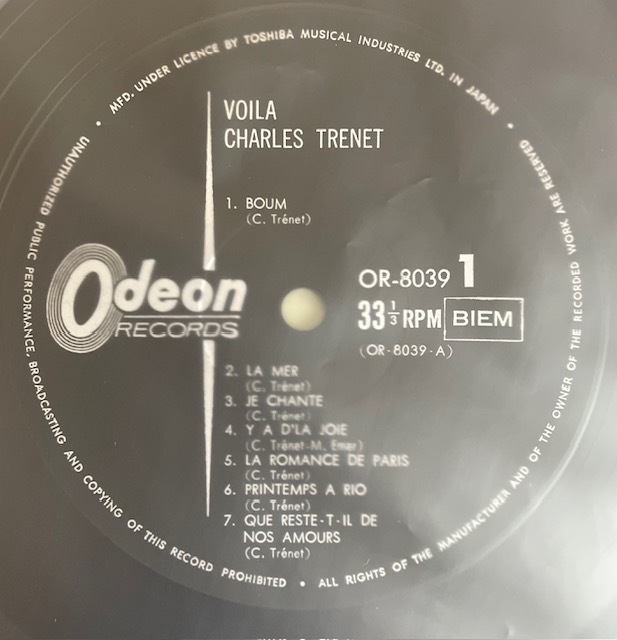 MFD. UNDER LICENCE BY TOSHIBA MUSICAL INDUSTRIES LTD. IN JAPAN •
VOILA
CHARLES TRENET
1. BOUM
(C. Trénet)
Odeon
RECORDS
OR-8039 1
33 1/3 RPM BIEM
(OR-8039-A)
2. LA MER
(C. Trénet)
3. JE CHANTE
(C. Trénet)
4. Y A D'LA JOIE
(C. Trénet-M. Emer)
5. LA ROMANCE DE PARIS
(C. Trénet)
6. PRINTEMPS A RIO
(C. Trénet)
7. QUE RESTE-T-IL DE
NOS AMOURS
(C. Trénet)
• ALL RIGHTS OF THE MANUFACTURER AND OF THE OWNER OF THE RECORDED WORK ARE RESERVED
UNAUTHORIZED PUBLIC PERFORMANCE, BROADCASTING AND COPYING OF THIS RECORD PROHIBITED